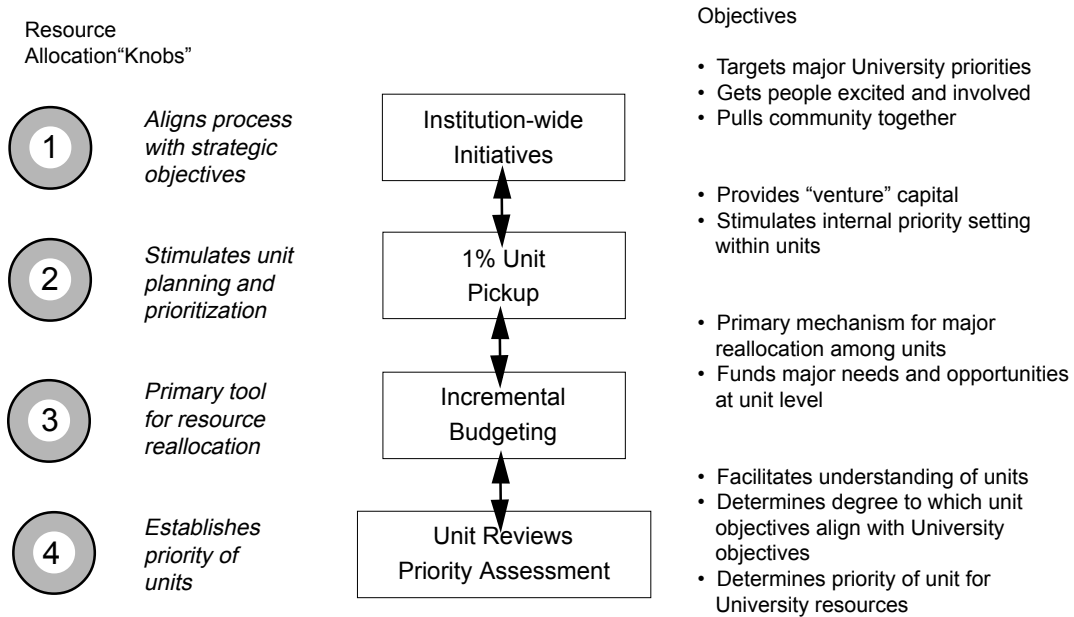 Resource
Allocation“Knobs”
Objectives
1
Aligns process
with strategic
objectives
Institution-wide
Initiatives
• Targets major University priorities
• Gets people excited and involved
• Pulls community together
2
Stimulates unit
planning and
prioritization
1% Unit
Pickup
• Provides “venture” capital
• Stimulates internal priority setting
within units
3
Primary tool
for resource
reallocation
Incremental
Budgeting
• Primary mechanism for major
reallocation among units
• Funds major needs and opportunities
at unit level
4
Establishes
priority of
units
Unit Reviews
Priority Assessment
• Facilitates understanding of units
• Determines degree to which unit
objectives align with University
objectives
• Determines priority of unit for
University resources